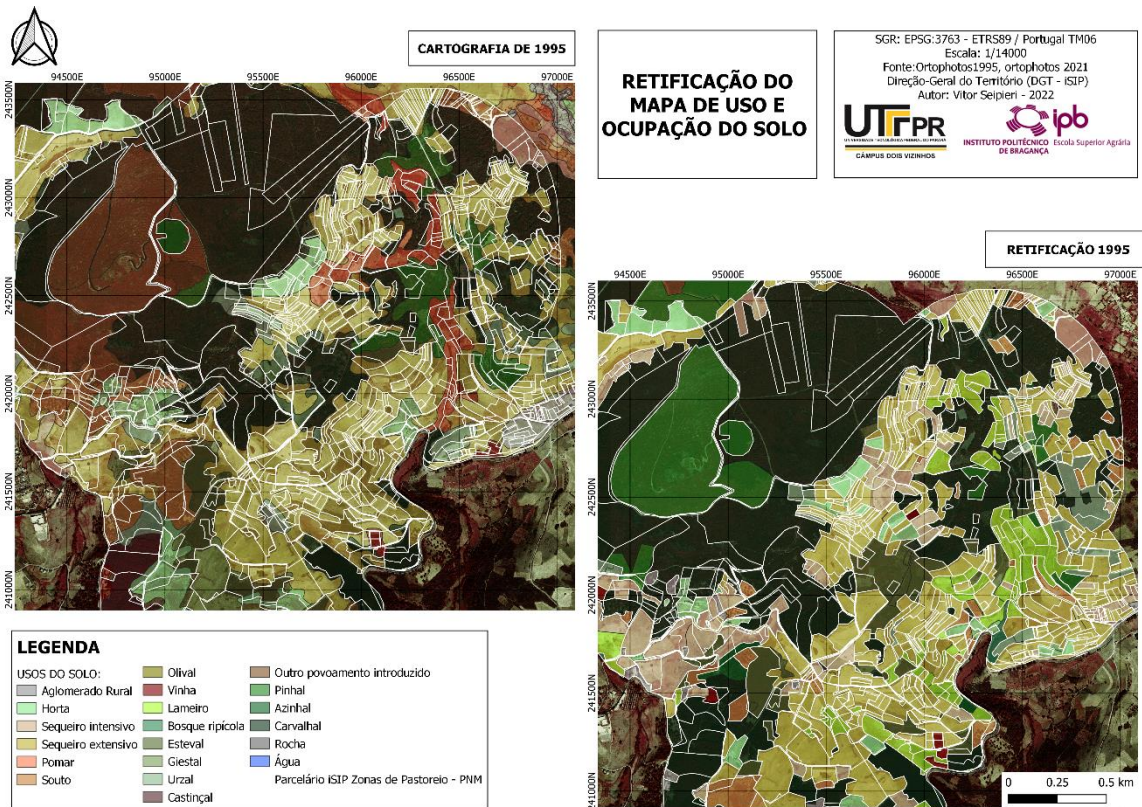 CARTOGRAFIA DE 1995
94500E 95000E 95500E 96000E 96500E 97000E
243500N
243000N
242500N
242000N
241500N
241000N
RETIFICAÇÃO DO
MAPA DE USO E
OCUPAÇÃO DO SOLO
SGR: EPSG:3763 - ETRS89 / Portugal TM06
Escala: 1/14000
Fonte:Ortophotos1995, ortophotos 2021
Direção-Geral do Território (DGT - iSIP)
Autor: Vitor Seipieri - 2022
UTFPR
CÂMPUS DOIS VIZINHOS
ipb
INSTITUTO POLITÉCNICO
DE BRAGANÇA
Escola Superior Agrária
RETIFICAÇÃO 1995
94500E 95000E 95500E 96000E 96500E 97000E
243500N
243000N
242500N
242000N
241500N
241000N
0 0.25 0.5 km
LEGENDA
USOS DO SOLO:
Aglomerado Rural
Horta
Sequeiro intensivo
Sequeiro extensivo
Pomar
Souto
Olival
Vinha
Lameiro
Bosque ripícola
Esteval
Giestal
Urzal
Castinçal
Outro povoamento introduzido
Pinhal
Azinhal
Carvalhal
Rocha
Água
Parcelário iSIP Zonas de Pastoreio - PNM